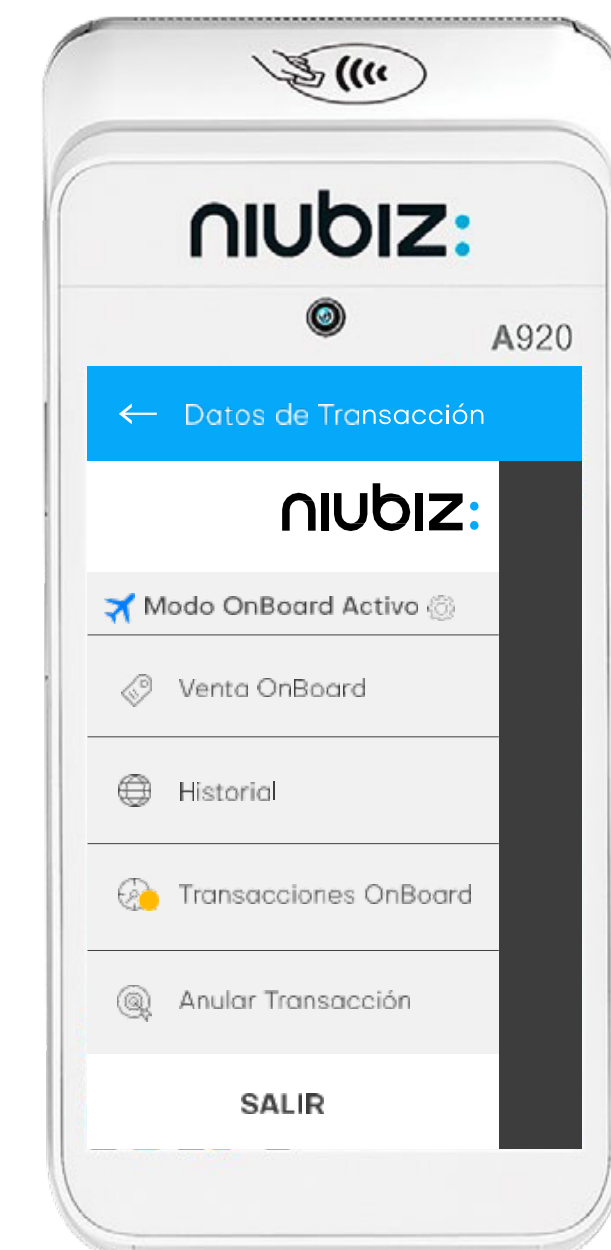 niubiz:
A920
← Datos de Transacción
niubiz:
Modo OnBoard Activo
Venta OnBoard
Historial
Transacciones OnBoard
Anular Transacción
SALIR